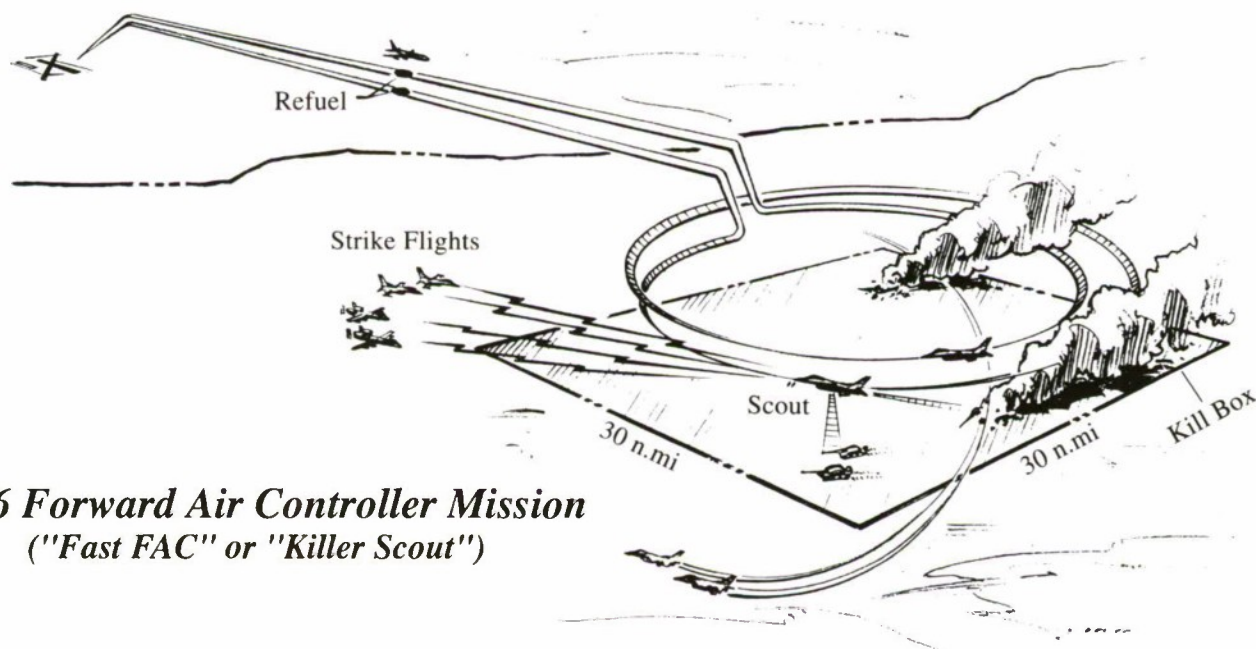 Refuel
Strike Flights
Scout
30 n.mi
30 n.mi
Kill Box
6 Forward Air Controller Mission
("Fast FAC" or "Killer Scout")